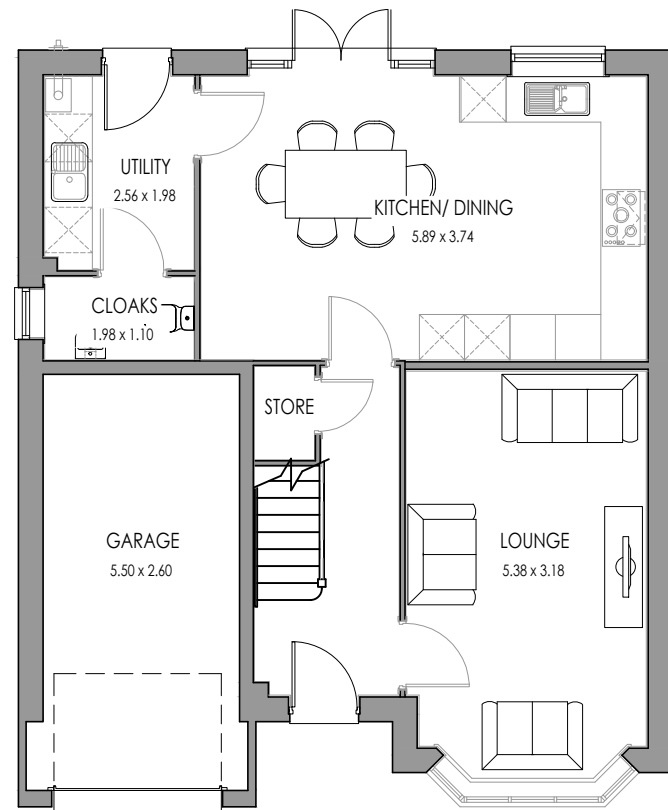 UTILITY
2.56 x 1.98
KITCHEN/ DINING
5.89 x 3.74
CLOAKS
1.98 x 1.10
STORE
GARAGE
5.50 x 2.60
LOUNGE
5.38 x 3.18